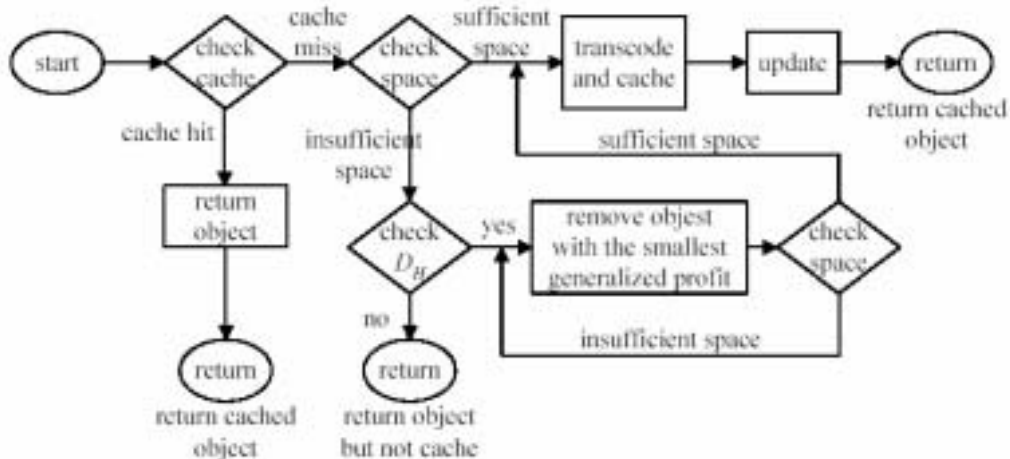 start
check
cache
cache
miss
check
space
sufficient
space
transcode
and cache
update
return
return cached
object
cache hit
return
object
return
return cached
object
insufficient
space
check
D_H
yes
no
return
return object
but not cache
remove objest
with the smallest
generalized profit
check
space
sufficient space
insufficient space